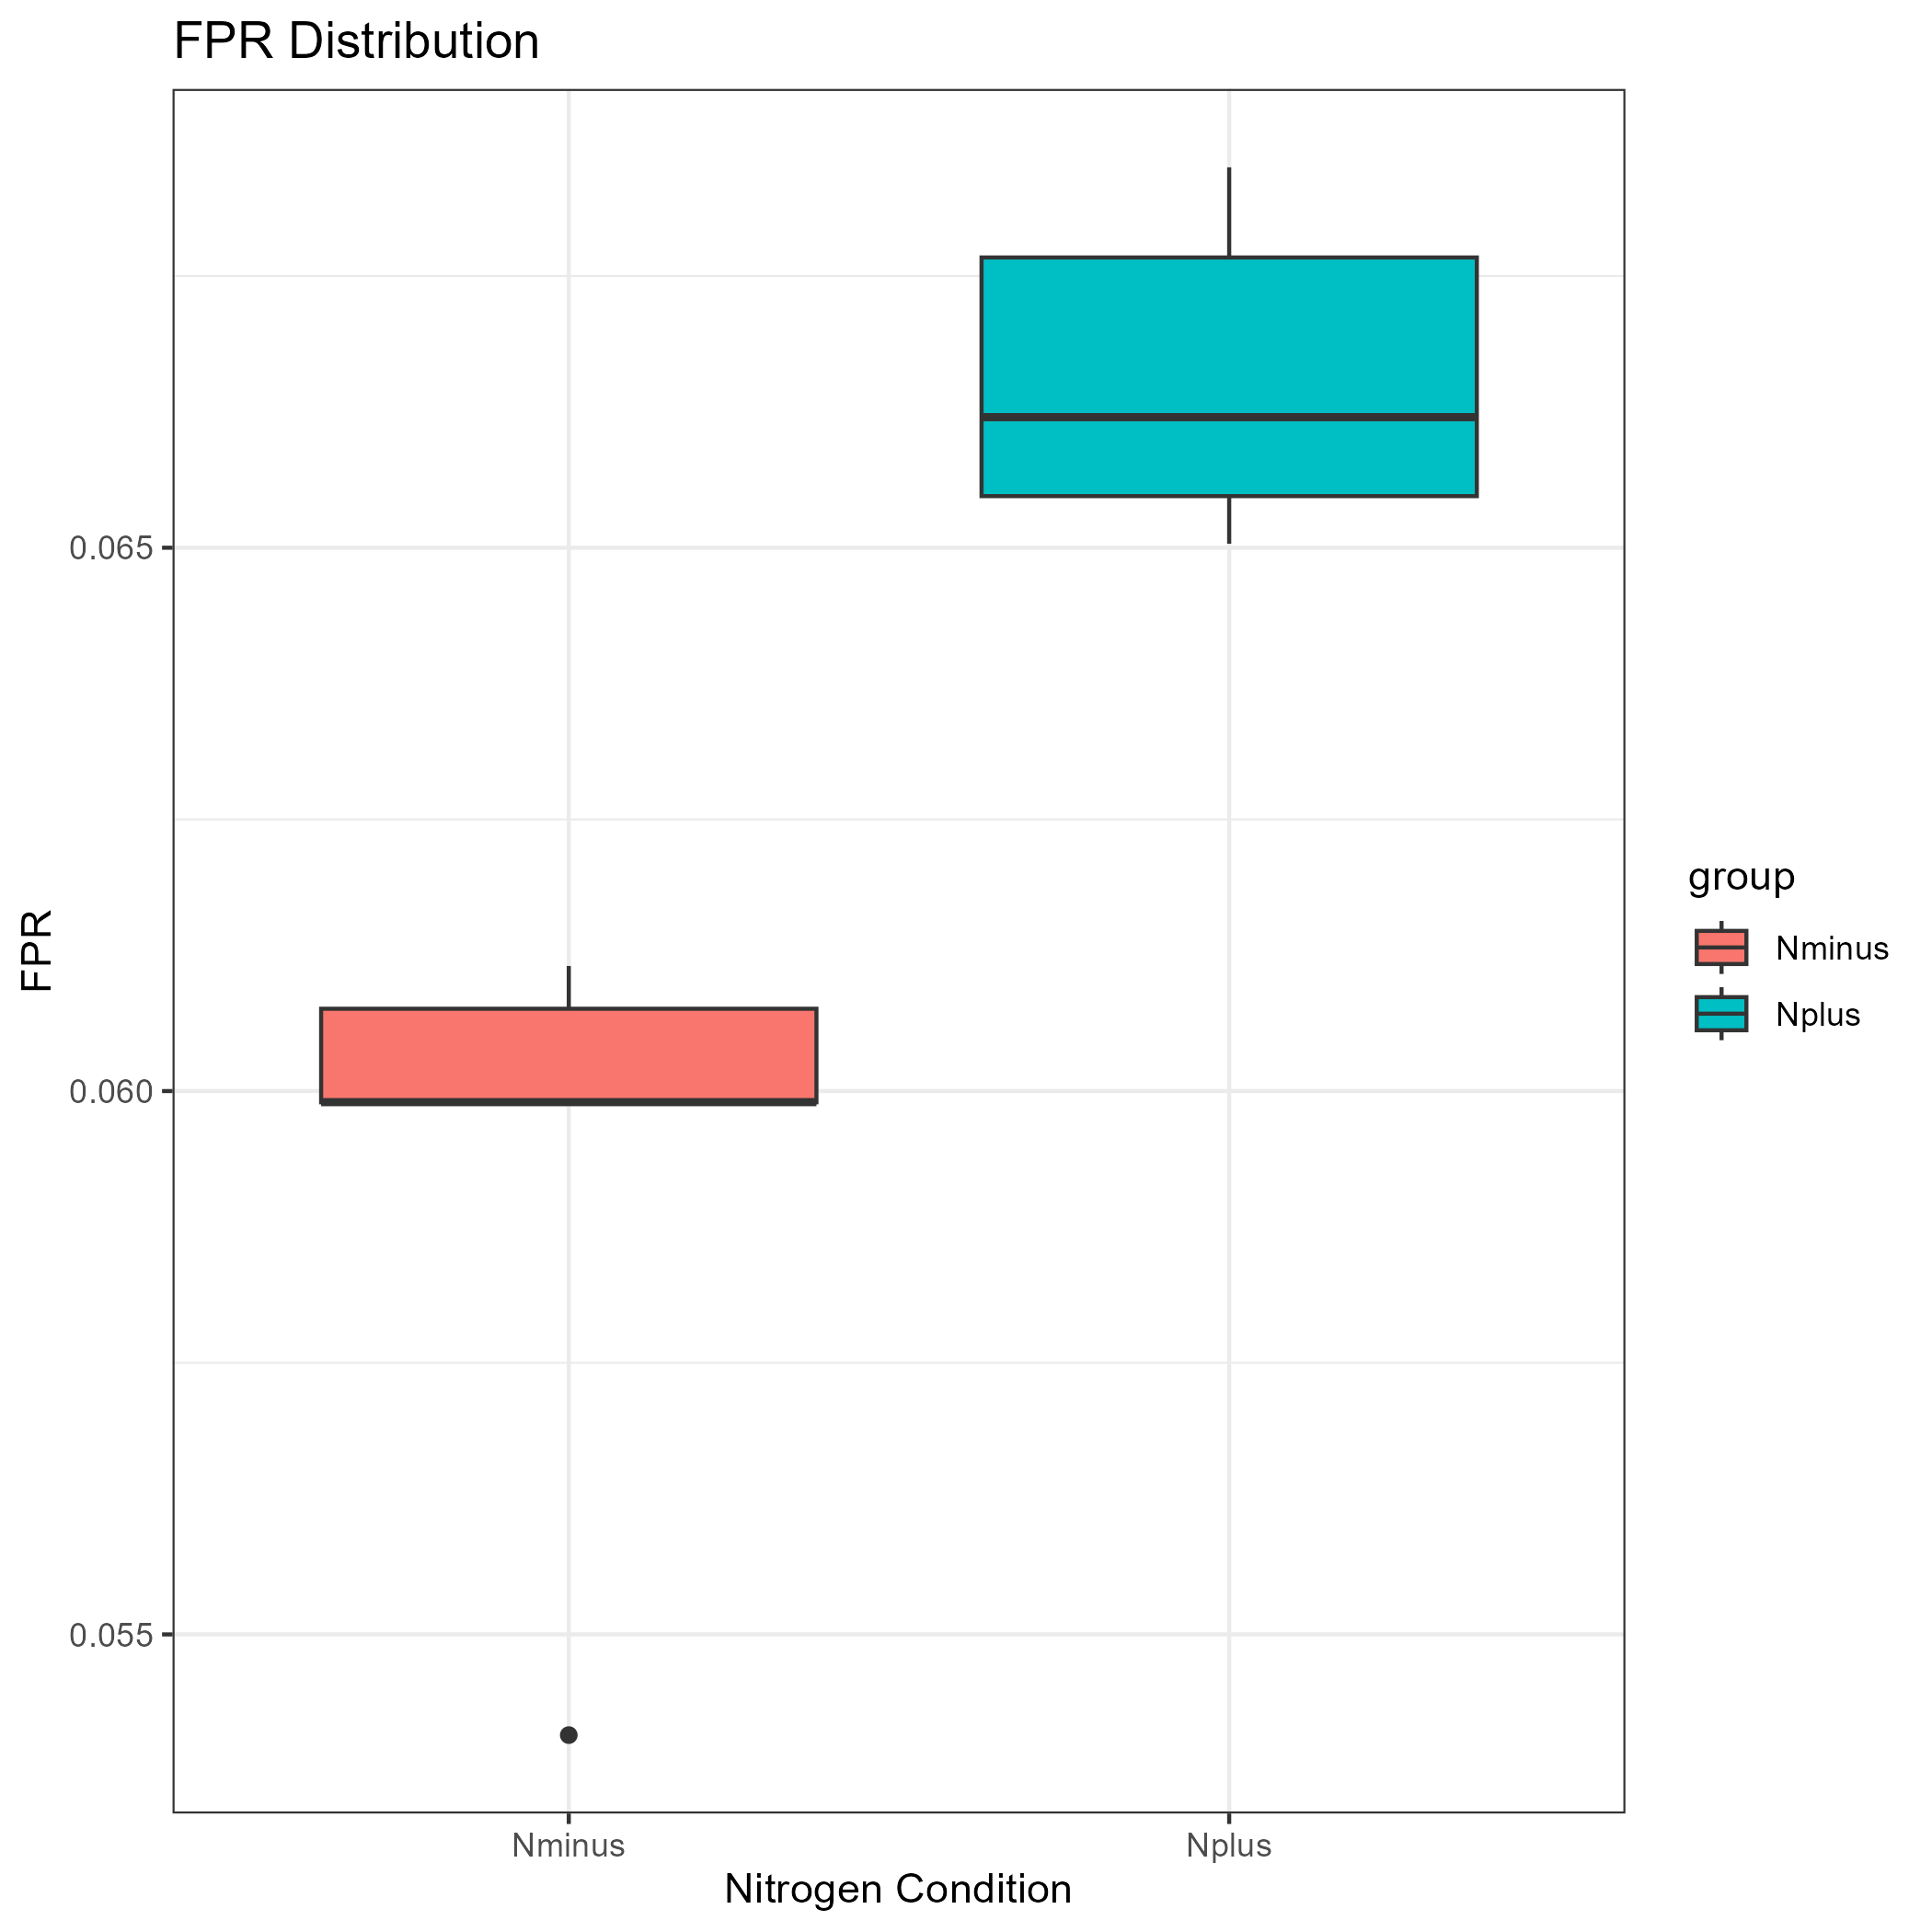 FPR Distribution
FPR
0.065
0.060
0.055
Nminus
Nplus
Nitrogen Condition
group
Nminus
Nplus